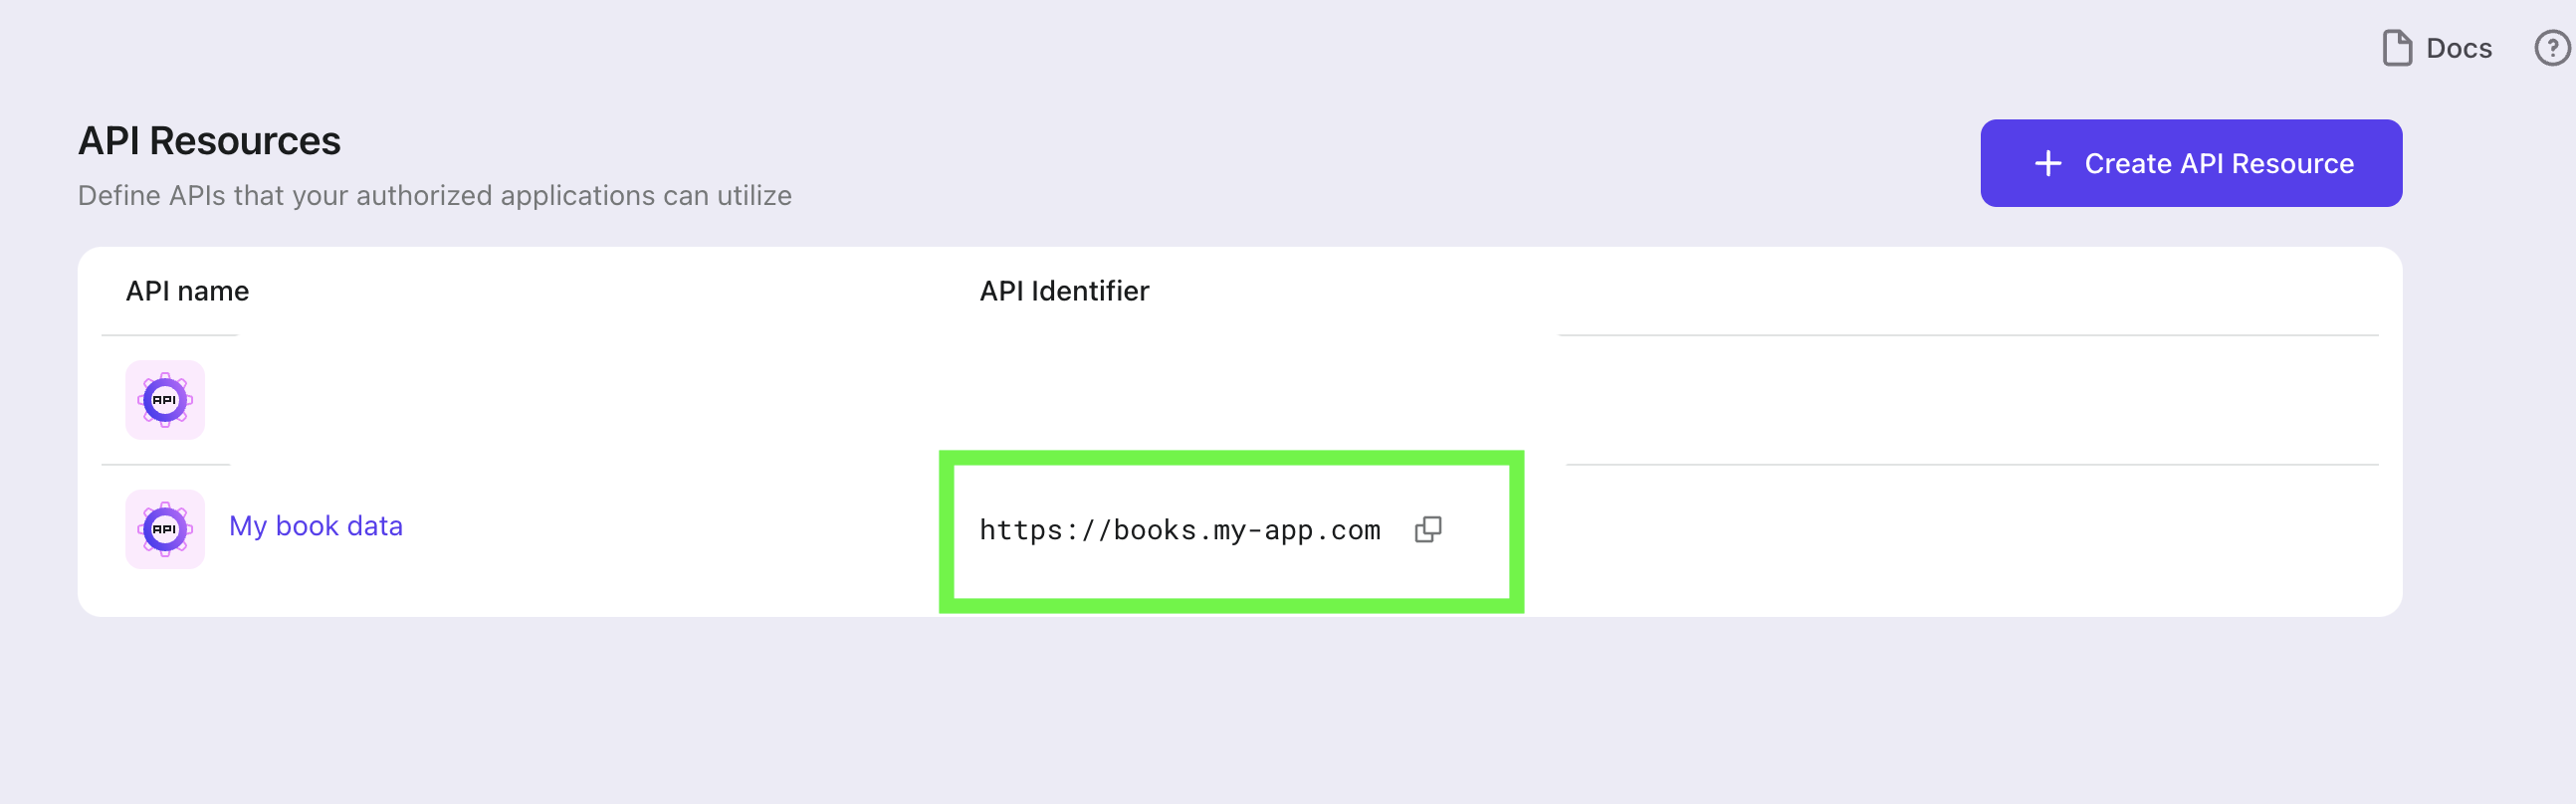 Docs
API Resources
Define APIs that your authorized applications can utilize
+ Create API Resource
API name
API Identifier
API
API
My book data
https://books.my-app.com